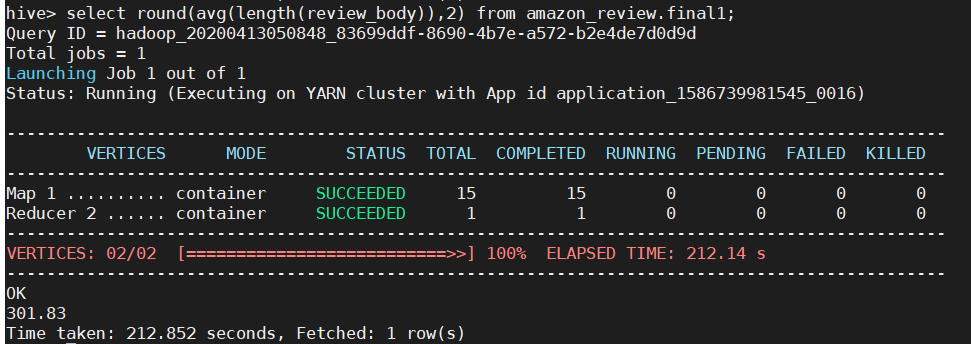 hive> select round(avg(length(review_body)),2) from amazon_review.final1;
Query ID = hadoop_20200413050848_83699ddf-8690-4b7e-a572-b2e4de7d0d9d
Total jobs = 1
Launching Job 1 out of 1
Status: Running (Executing on YARN cluster with App id application_1586739981545_0016)
----------------------------------------------------------------------------------------------
VERTICES MODE STATUS TOTAL COMPLETED RUNNING PENDING FAILED KILLED
----------------------------------------------------------------------------------------------
Map 1 .......... container SUCCEEDED 15 15 0 0 0 0
Reducer 2 ...... container SUCCEEDED 1 1 0 0 0 0
----------------------------------------------------------------------------------------------
VERTICES: 02/02 [==========================>>] 100% ELAPSED TIME: 212.14 s
----------------------------------------------------------------------------------------------
OK
301.83
Time taken: 212.852 seconds, Fetched: 1 row(s)